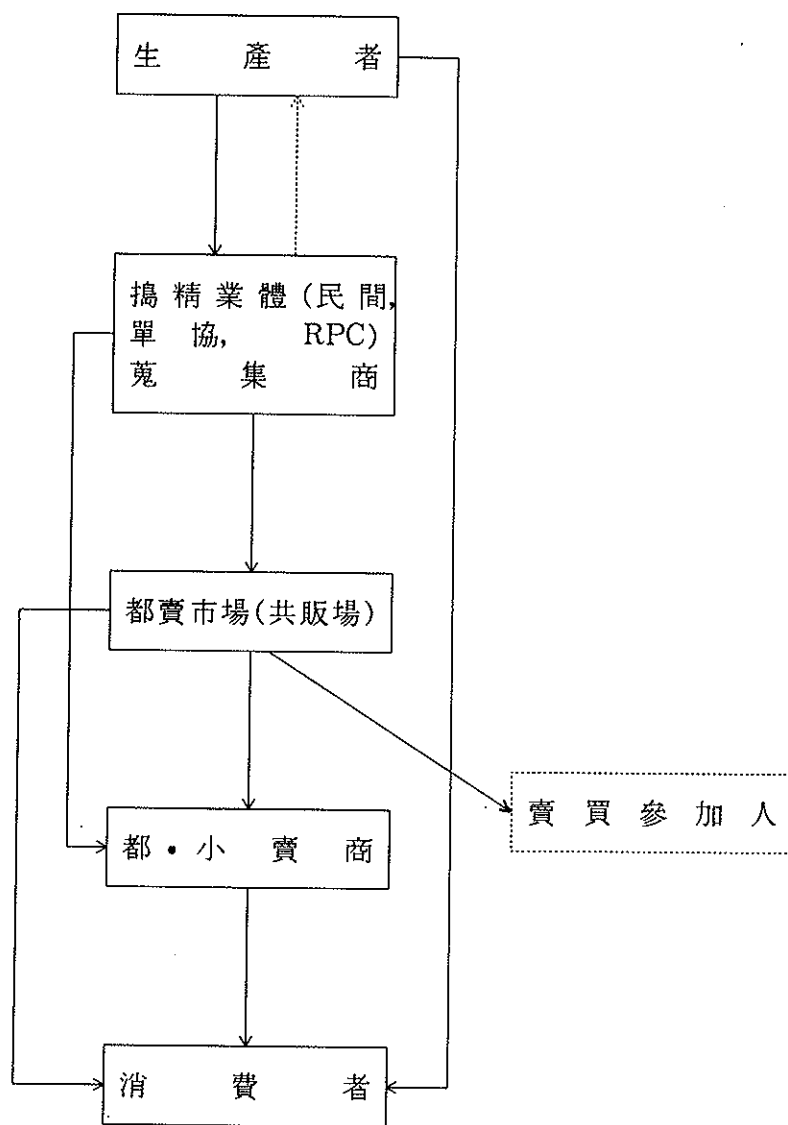 生產者
搗精業體(民間,
單協, RPC)
蒐集商
都賣市場(共販場)
賣買參加人
都・小賣商
消費者